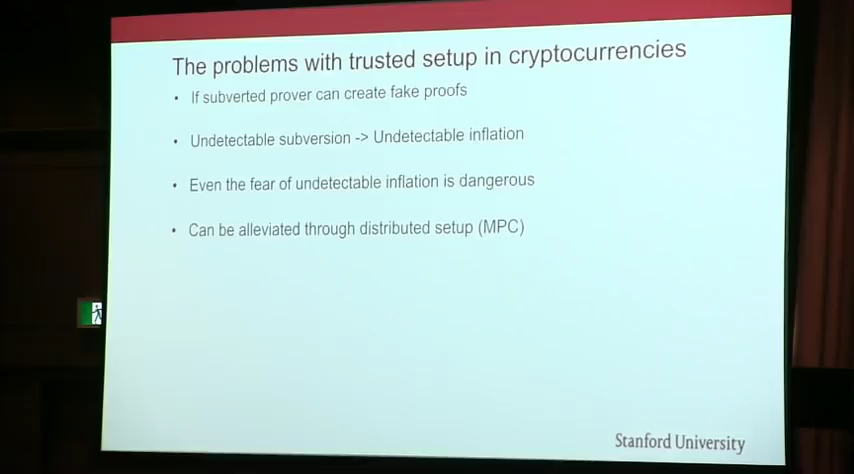 The problems with trusted setup in cryptocurrencies
• If subverted prover can create fake proofs
• Undetectable subversion -> Undetectable inflation
• Even the fear of undetectable inflation is dangerous
• Can be alleviated through distributed setup (MPC)
Stanford University